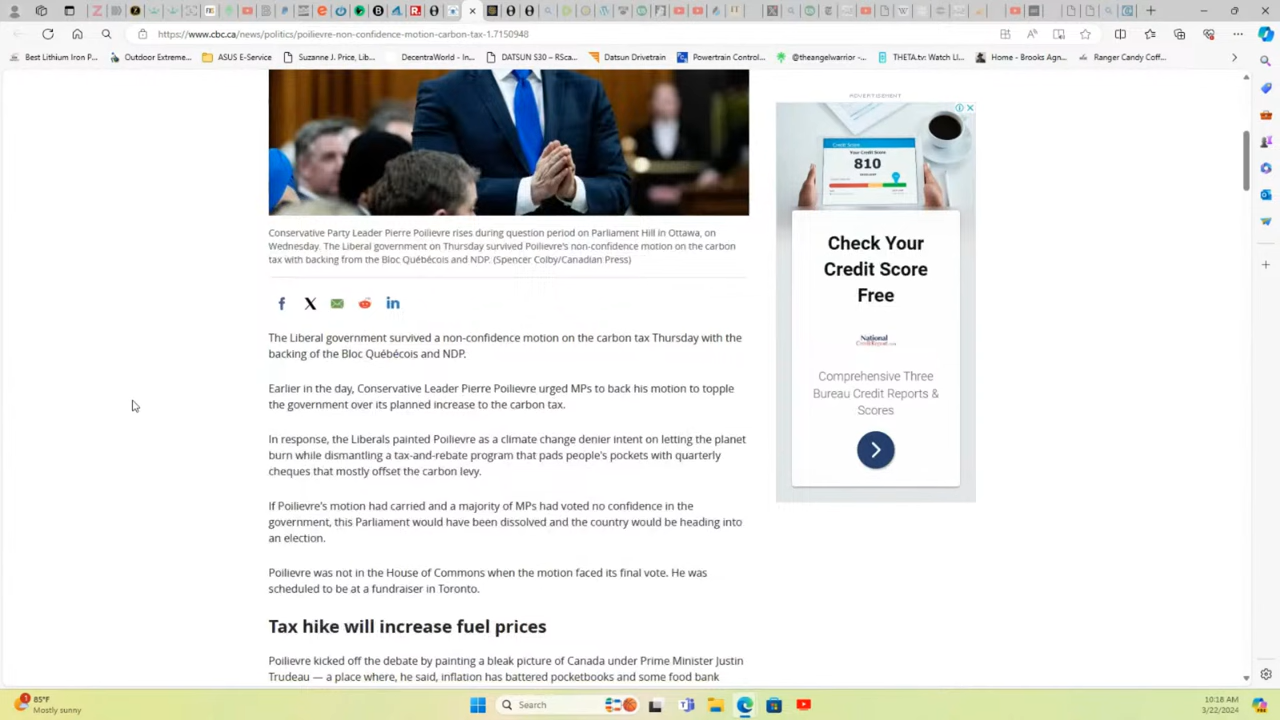 https://www.cbc.ca/news/politics/poilievre-non-confidence-motion-carbon-tax-1.7150948
Best Lithium Iron P...
Outdoor Extreme...
ASUS E-Service
Suzanne J. Price, Lib...
DecentraWorld - In...
DATSUN S30 – RSca...
Datsun Drivetrain
Powertrain Control...
@theangelwarrior -...
THETA.tv: Watch Li...
Home - Brooks Agn...
Ranger Candy Coff...
ADVERTISEMENT
Your Credit Score
810
Conservative Party Leader Pierre Poilievre rises during question period on Parliament Hill in Ottawa, on
Wednesday. The Liberal government on Thursday survived Poilievre's non-confidence motion on the carbon
tax with backing from the Bloc Québécois and NDP. (Spencer Colby/Canadian Press)
Check Your
Credit Score
Free
National
Comprehensive Three
Bureau Credit Reports &
Scores
The Liberal government survived a non-confidence motion on the carbon tax Thursday with the
backing of the Bloc Québécois and NDP.
Earlier in the day, Conservative Leader Pierre Poilievre urged MPs to back his motion to topple
the government over its planned increase to the carbon tax.
In response, the Liberals painted Poilievre as a climate change denier intent on letting the planet
burn while dismantling a tax-and-rebate program that pads people's pockets with quarterly
cheques that mostly offset the carbon levy.
If Poilievre's motion had carried and a majority of MPs had voted no confidence in the
government, this Parliament would have been dissolved and the country would be heading into
an election.
Poilievre was not in the House of Commons when the motion faced its final vote. He was
scheduled to be at a fundraiser in Toronto.
Tax hike will increase fuel prices
Poilievre kicked off the debate by painting a bleak picture of Canada under Prime Minister Justin
Trudeau — a place where, he said, inflation has battered pocketbooks and some food bank
85°F
Mostly sunny
Search
10:18 AM
3/22/2024